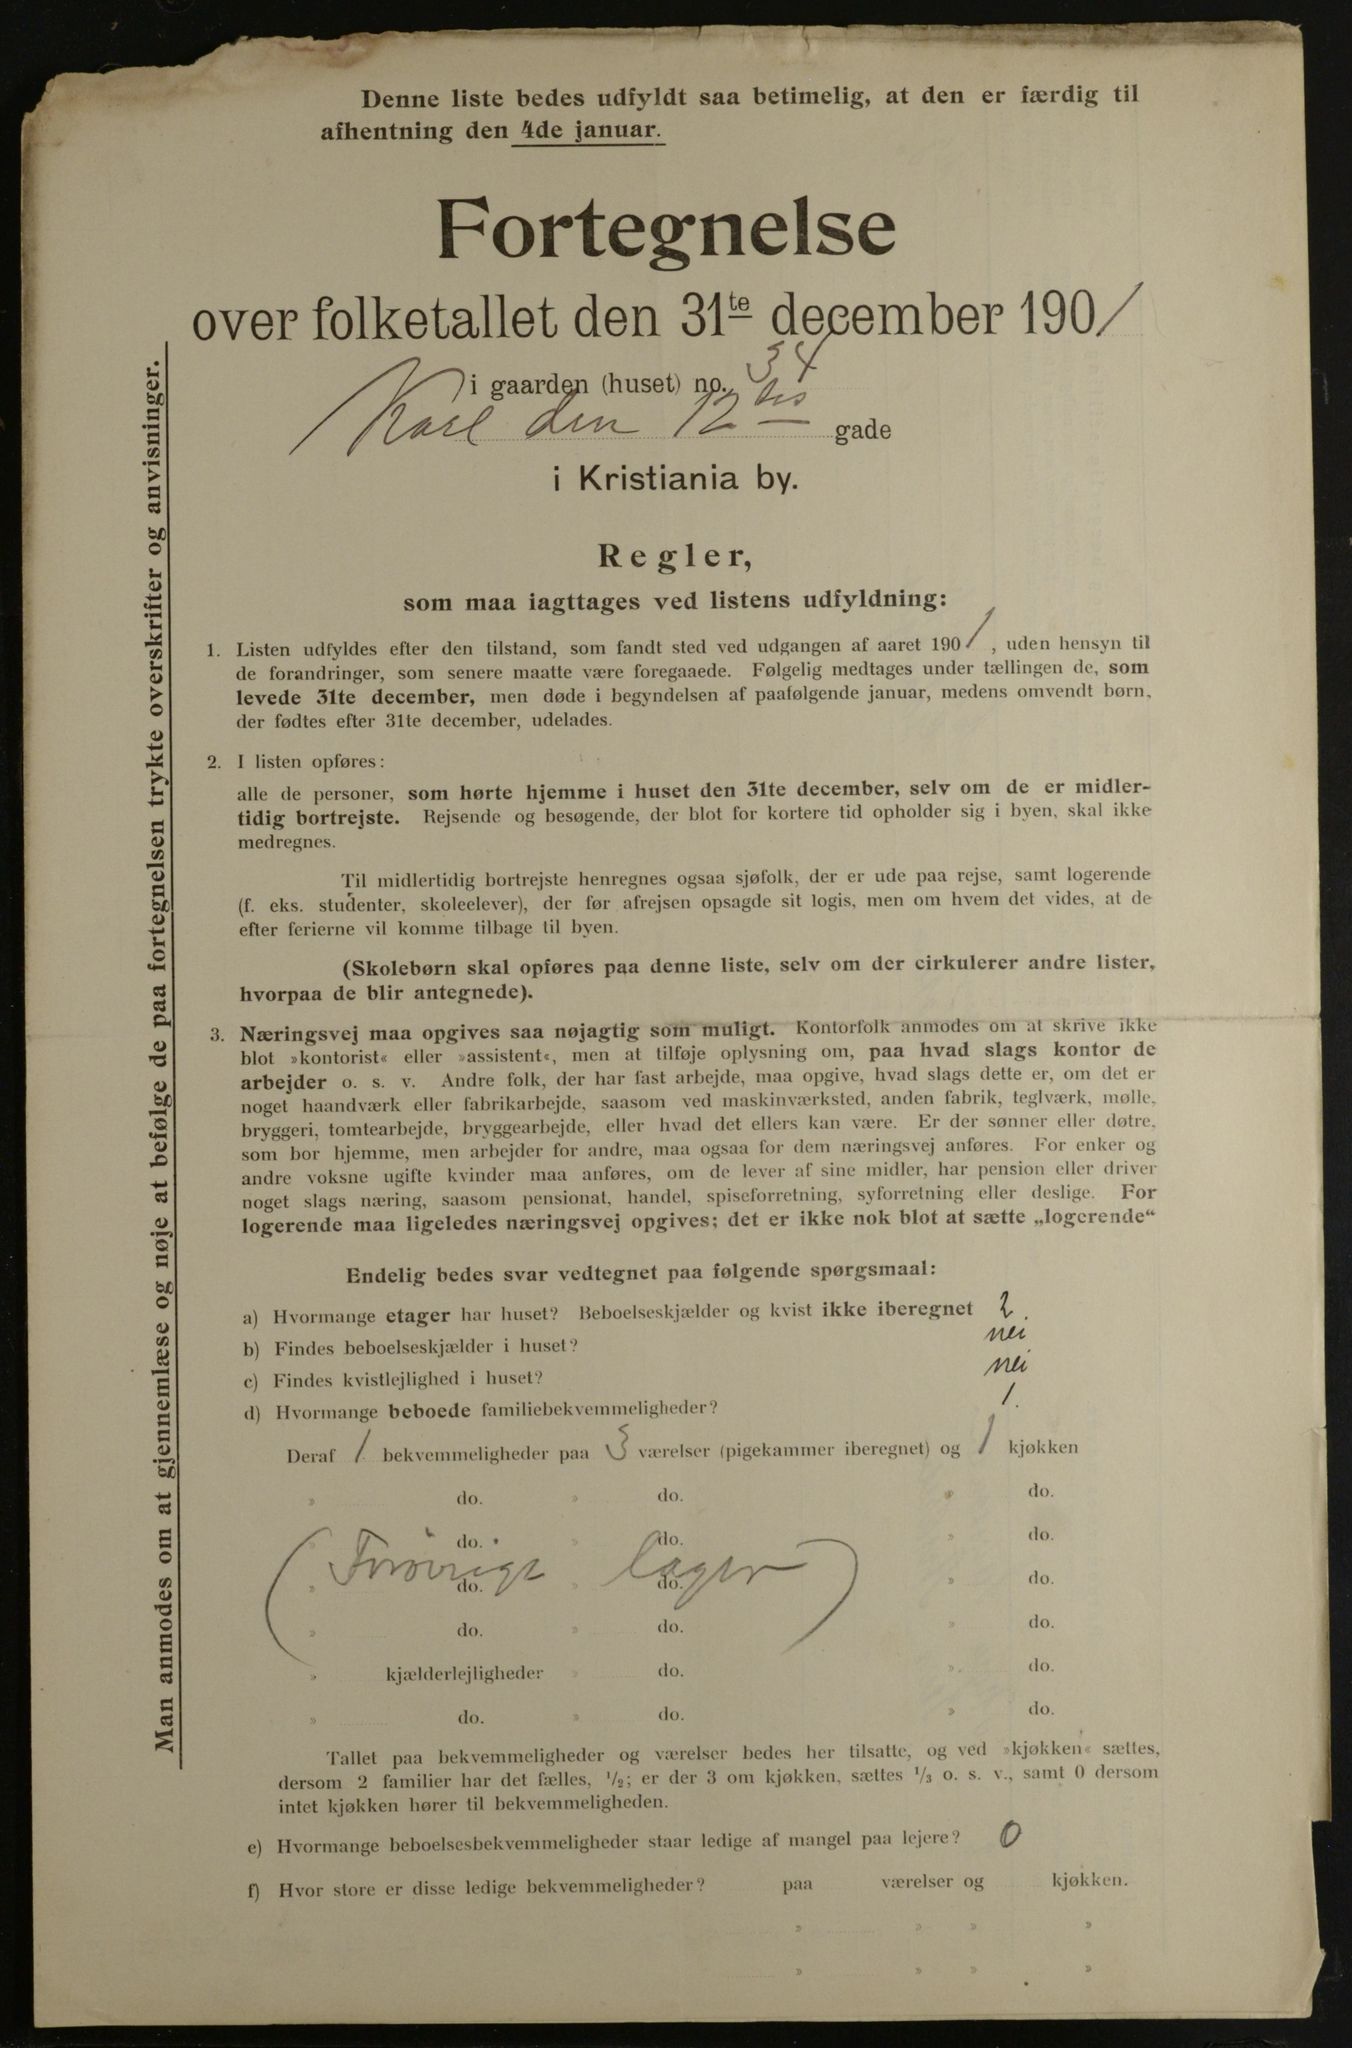 Denne liste bedes udfyldt saa betimelig, at den er færdig til
afhentning den 4de januar.
Fortegnelse
over folketallet den 31te december 1901
i gaarden (huset) no. 34
Karl den 12tes gade
i Kristiania by.
Regler,
som maa iagttages ved listens udfyldning:
1. Listen udfyldes efter den tilstand, som fandt sted ved udgangen af aaret 1901, uden hensyn til
de forandringer, som senere maatte være foregaaede. Følgelig medtages under tællingen de, som
levede 31te december, men døde i begyndelsen af paafølgende januar, medens omvendt børn,
der fødtes efter 31te december, udelades.
2. I listen opføres:
alle de personer, som hørte hjemme i huset den 31te december, selv om de er midler-
tidig bortrejste. Rejsende og besøgende, der blot for kortere tid opholder sig i byen, skal ikke
medregnes.
Til midlertidig bortrejste henregnes ogsaa sjøfolk, der er ude paa rejse, samt logerende
(f. eks. studenter, skoleelever), der før afrejsen opsagde sit logis, men om hvem det vides, at de
efter ferierne vil komme tilbage til byen.
(Skolebørn skal opføres paa denne liste, selv om der cirkulerer andre lister,
hvorpaa de blir antegnede).
3. Næringsvej maa opgives saa nøjagtig som muligt. Kontorfolk anmodes om at skrive ikke
blot »kontorist« eller »assistent«, men at tilføje oplysning om, paa hvad slags kontor de
arbejder o. s. v. Andre folk, der har fast arbejde, maa opgive, hvad slags dette er, om det er
noget haandværk eller fabrikarbejde, saasom ved maskinværksted, anden fabrik, teglværk, mølle,
bryggeri, tomtearbejde, bryggearbejde, eller hvad det ellers kan være. Er der sønner eller døtre,
som bor hjemme, men arbejder for andre, maa ogsaa for dem næringsvej anføres. For enker og
andre voksne ugifte kvinder maa anføres, om de lever af sine midler, har pension eller driver
noget slags næring, saasom pensionat, handel, spiseforretning, syforretning eller deslige. For
logerende maa ligeledes næringsvej opgives; det er ikke nok blot at sætte „logerende“
Endelig bedes svar vedtegnet paa følgende spørgsmaal:
a) Hvormange etager har huset? Beboelseskjælder og kvist ikke iberegnet 2
b) Findes beboelseskjælder i huset? nei
c) Findes kvistlejlighed i huset? nei
d) Hvormange beboede familiebekvemmeligheder? 1.
Deraf 1 bekvemmeligheder paa 3 værelser (pigekammer iberegnet) og 1 kjøkken
» do. » do. » do.
» do. » do. » do.
(Forøvrigt lager)
» do. » do. » do.
» do. » do. » do.
» kjælderlejligheder » do. » do.
» do. » do. » do.
Tallet paa bekvemmeligheder og værelser bedes her tilsatte, og ved »kjøkken« sættes,
dersom 2 familier har det fælles, 1/2; er der 3 om kjøkken, sættes 1/3 o. s. v., samt 0 dersom
intet kjøkken hører til bekvemmeligheden.
e) Hvormange beboelsesbekvemmeligheder staar ledige af mangel paa lejere? 0
f) Hvor store er disse ledige bekvemmeligheder? paa værelser og kjøkken.
» » » »
» » » »
Man anmodes om at gjennemlæse og nøje at befølge de paa fortegnelsen trykte overskrifter og anvisninger.